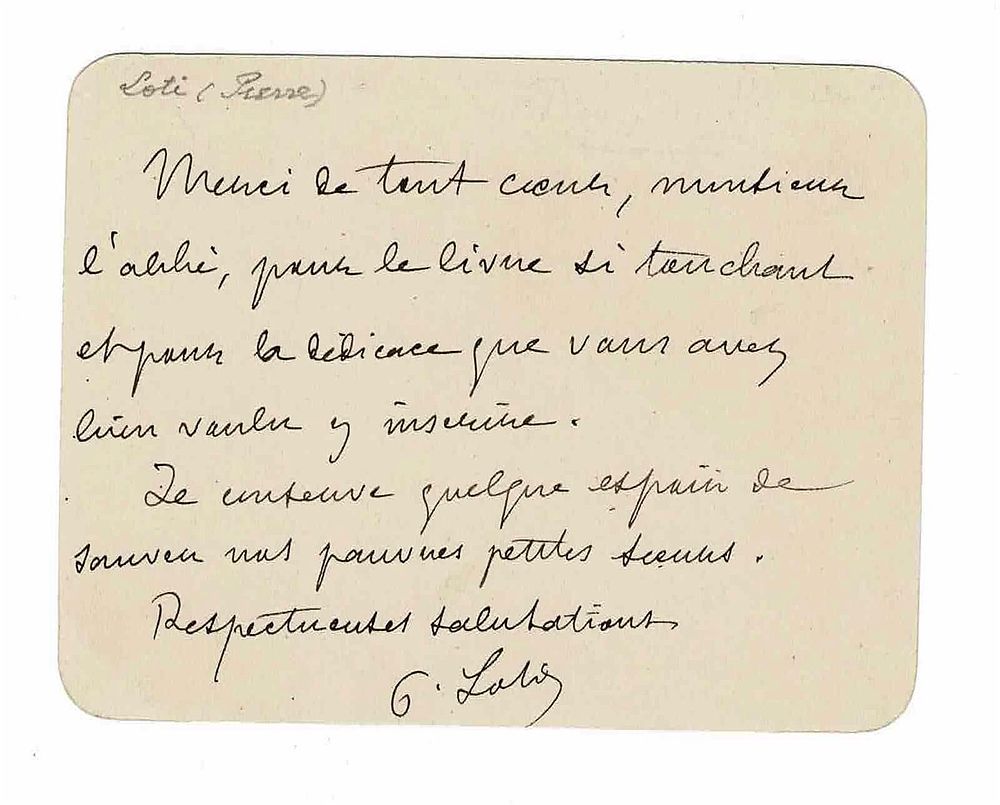 Loti (Pierre)
Merci de tout cœur, monsieur
l'abbé, pour le livre si touchant
et pour la dédicace que vous avez
bien voulu y inscrire.
Je conserve quelque espoir de
sauver nos pauvres petites sœurs.
Respectueuses salutations
P. Loti